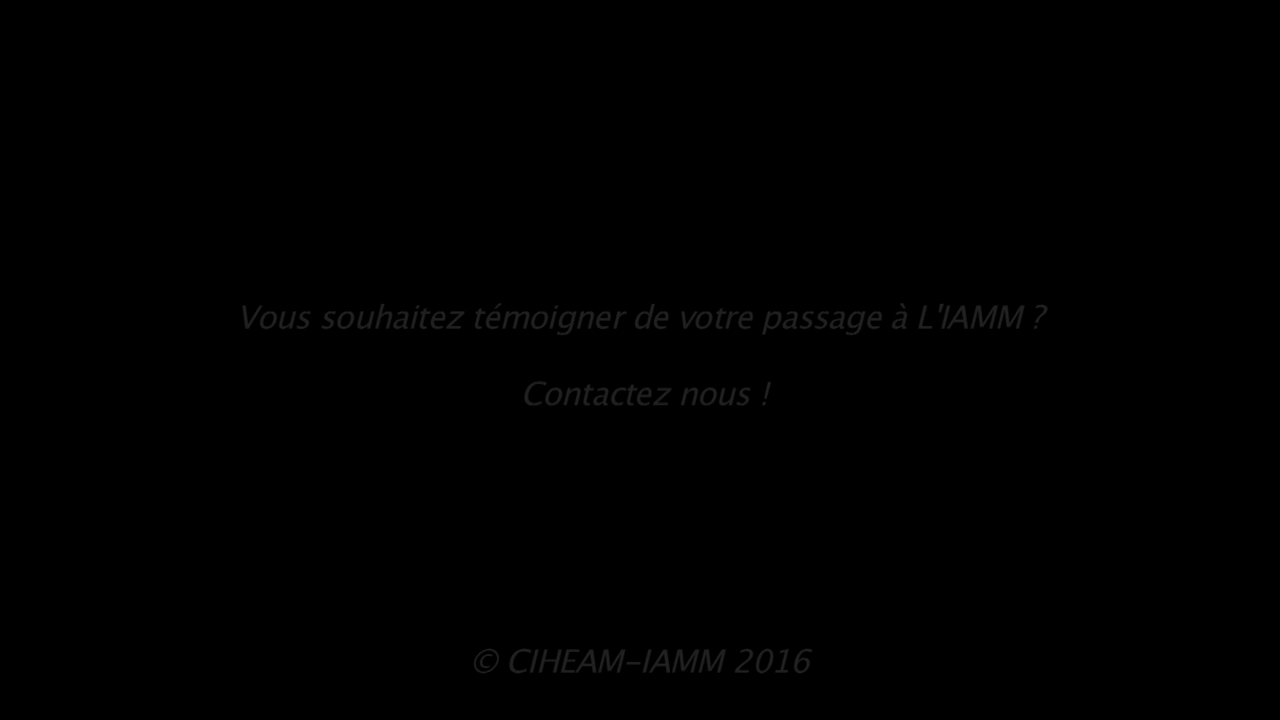 Vous souhaitez témoigner de votre passage à L'IAMM ?
Contactez nous !
© CIHEAM-IAMM 2016